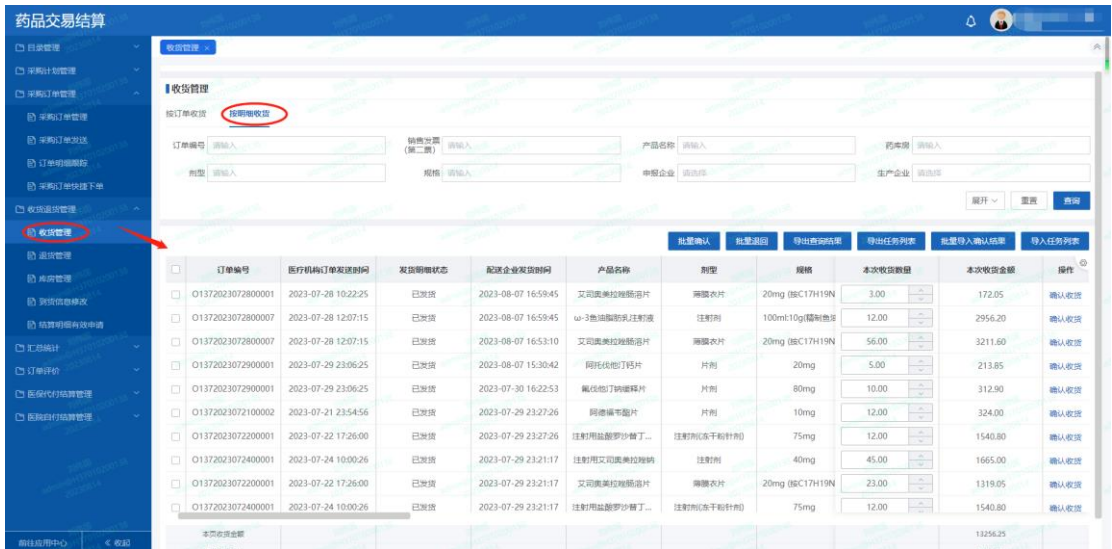 药品交易结算
目录管理
采购计划管理
采购订单管理
采购订单管理
采购订单发送
订单明细跟踪
采购订单快捷下单
收货退货管理
收货管理
退货管理
库房管理
到货信息修改
结算明细有效申请
汇总统计
订单评价
医保代付结算管理
医院自付结算管理
前往应用中心 《 收起
收货管理 ×
收货管理
按订单收货 按明细收货
订单编号 请输入 销售发票(第二票) 请输入 产品名称 请输入 药库房 请输入
剂型 请输入 规格 请输入 申报企业 请选择 生产企业 请选择
展开 重置 查询
批量确认 批量退回 导出查询结果 导出任务列表 批量导入确认结果 导入任务列表
订单编号 医疗机构订单发送时间 发货明细状态 配送企业发货时间 产品名称 剂型 规格 本次收货数量 本次收货金额 操作
O1372023072800001 2023-07-28 10:22:25 已发货 2023-08-07 16:59:45 艾司奥美拉唑肠溶片 薄膜衣片 20mg (按C17H19N 3.00 172.05 确认收货
O1372023072800007 2023-07-28 12:07:15 已发货 2023-08-07 16:59:45 ω-3鱼油脂肪乳注射液 注射剂 100ml:10g(精制鱼油 12.00 2956.20 确认收货
O1372023072800007 2023-07-28 12:07:15 已发货 2023-08-07 16:53:10 艾司奥美拉唑肠溶片 薄膜衣片 20mg (按C17H19N 56.00 3211.60 确认收货
O1372023072900001 2023-07-29 23:06:25 已发货 2023-08-07 15:30:42 阿托伐他汀钙片 片剂 20mg 5.00 213.85 确认收货
O1372023072900001 2023-07-29 23:06:25 已发货 2023-07-30 16:22:53 氟伐他汀钠缓释片 片剂 80mg 10.00 312.90 确认收货
O1372023072100002 2023-07-21 23:54:56 已发货 2023-07-29 23:27:26 阿德福韦酯片 片剂 10mg 12.00 324.00 确认收货
O1372023072200001 2023-07-22 17:26:00 已发货 2023-07-29 23:27:26 注射用盐酸罗沙替丁... 注射剂(冻干粉针剂) 75mg 12.00 1540.80 确认收货
O1372023072400001 2023-07-24 10:00:26 已发货 2023-07-29 23:21:17 注射用艾司奥美拉唑钠 注射剂 40mg 45.00 1665.00 确认收货
O1372023072200001 2023-07-22 17:26:00 已发货 2023-07-29 23:21:17 艾司奥美拉唑肠溶片 薄膜衣片 20mg (按C17H19N 23.00 1319.05 确认收货
O1372023072400001 2023-07-24 10:00:26 已发货 2023-07-29 23:21:17 注射用盐酸罗沙替丁... 注射剂(冻干粉针剂) 75mg 12.00 1540.80 确认收货
本页收货金额 13256.25